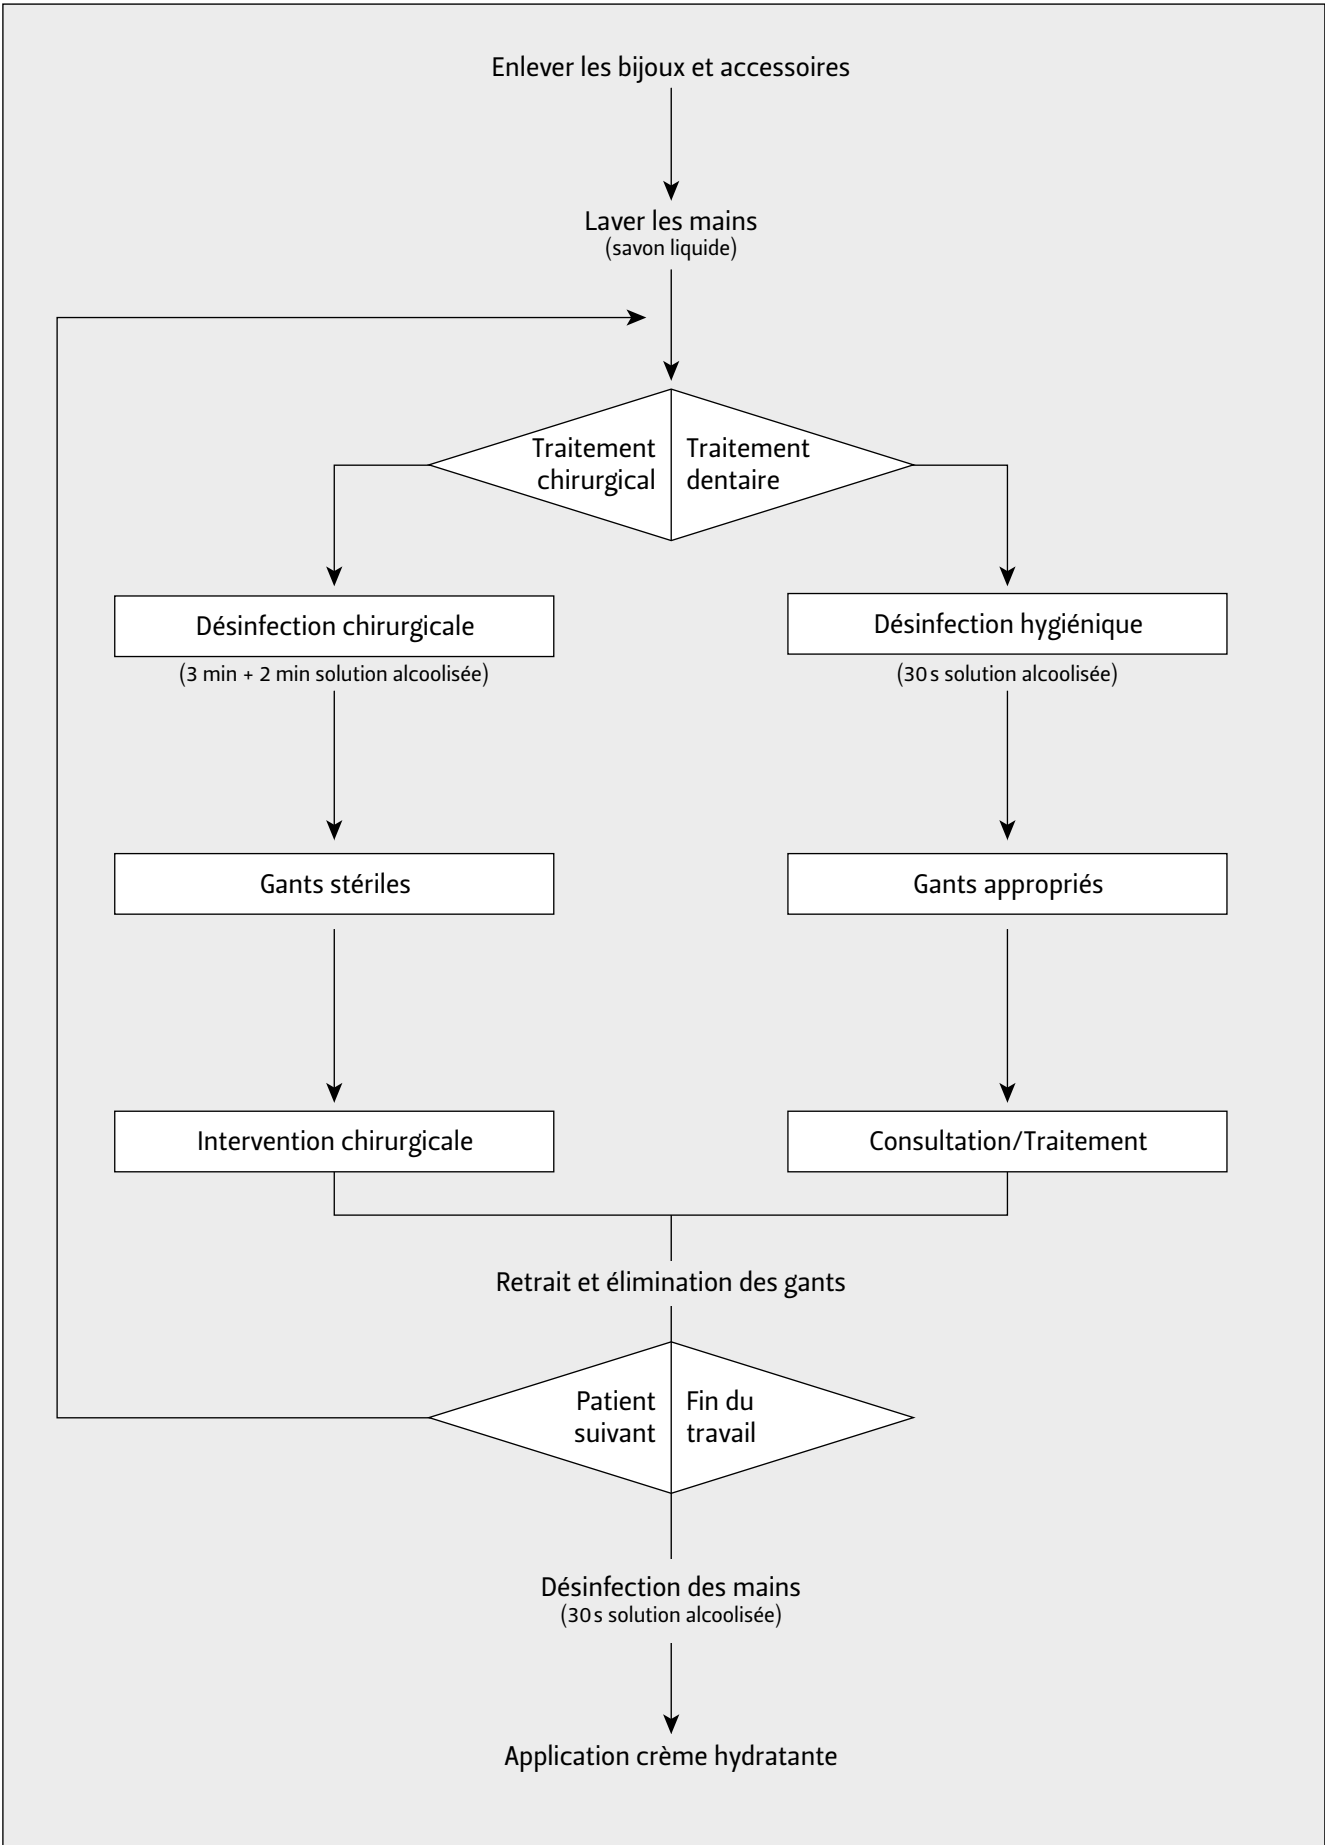 Enlever les bijoux et accessoires
Laver les mains
(savon liquide)
Traitement
chirurgical
Traitement
dentaire
Désinfection chirurgicale
(3 min + 2 min solution alcoolisée)
Désinfection hygiénique
(30 s solution alcoolisée)
Gants stériles
Gants appropriés
Intervention chirurgicale
Consultation/Traitement
Retrait et élimination des gants
Patient
suivant
Fin du
travail
Désinfection des mains
(30 s solution alcoolisée)
Application crème hydratante